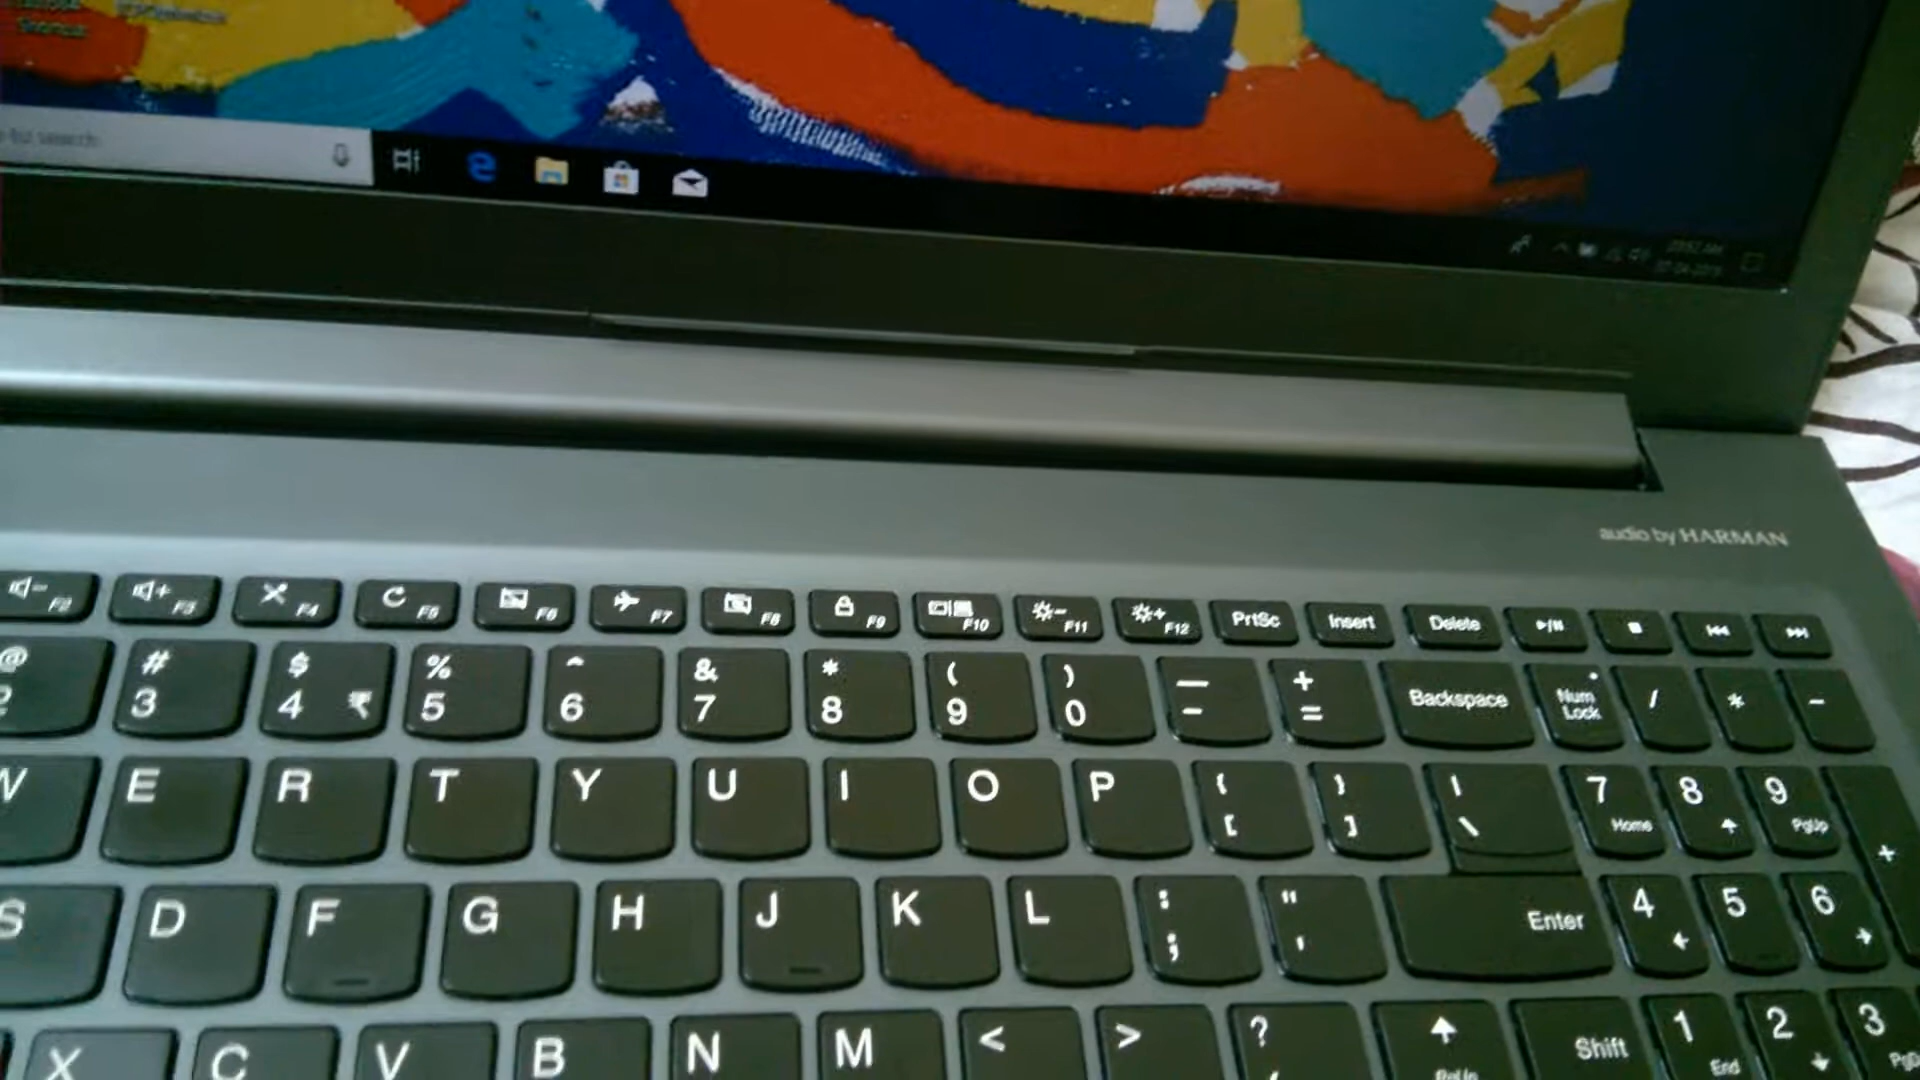 audio by HARMAN
F2 F3 F4 F5 F6 F7 F8 F9 F10 F11 F12 PrtSc Insert Delete
@ # $ % ^ & * ( ) — +
2 3 4 ₹ 5 6 7 8 9 0 - = Backspace Num Lock / * -
W E R T Y U I O P { } | 7 8 9
[ ] \ Home PgUp +
S D F G H J K L : " Enter 4 5 6
; '
X C V B N M < > ? Shift 1 2 3
PgUp End PgD